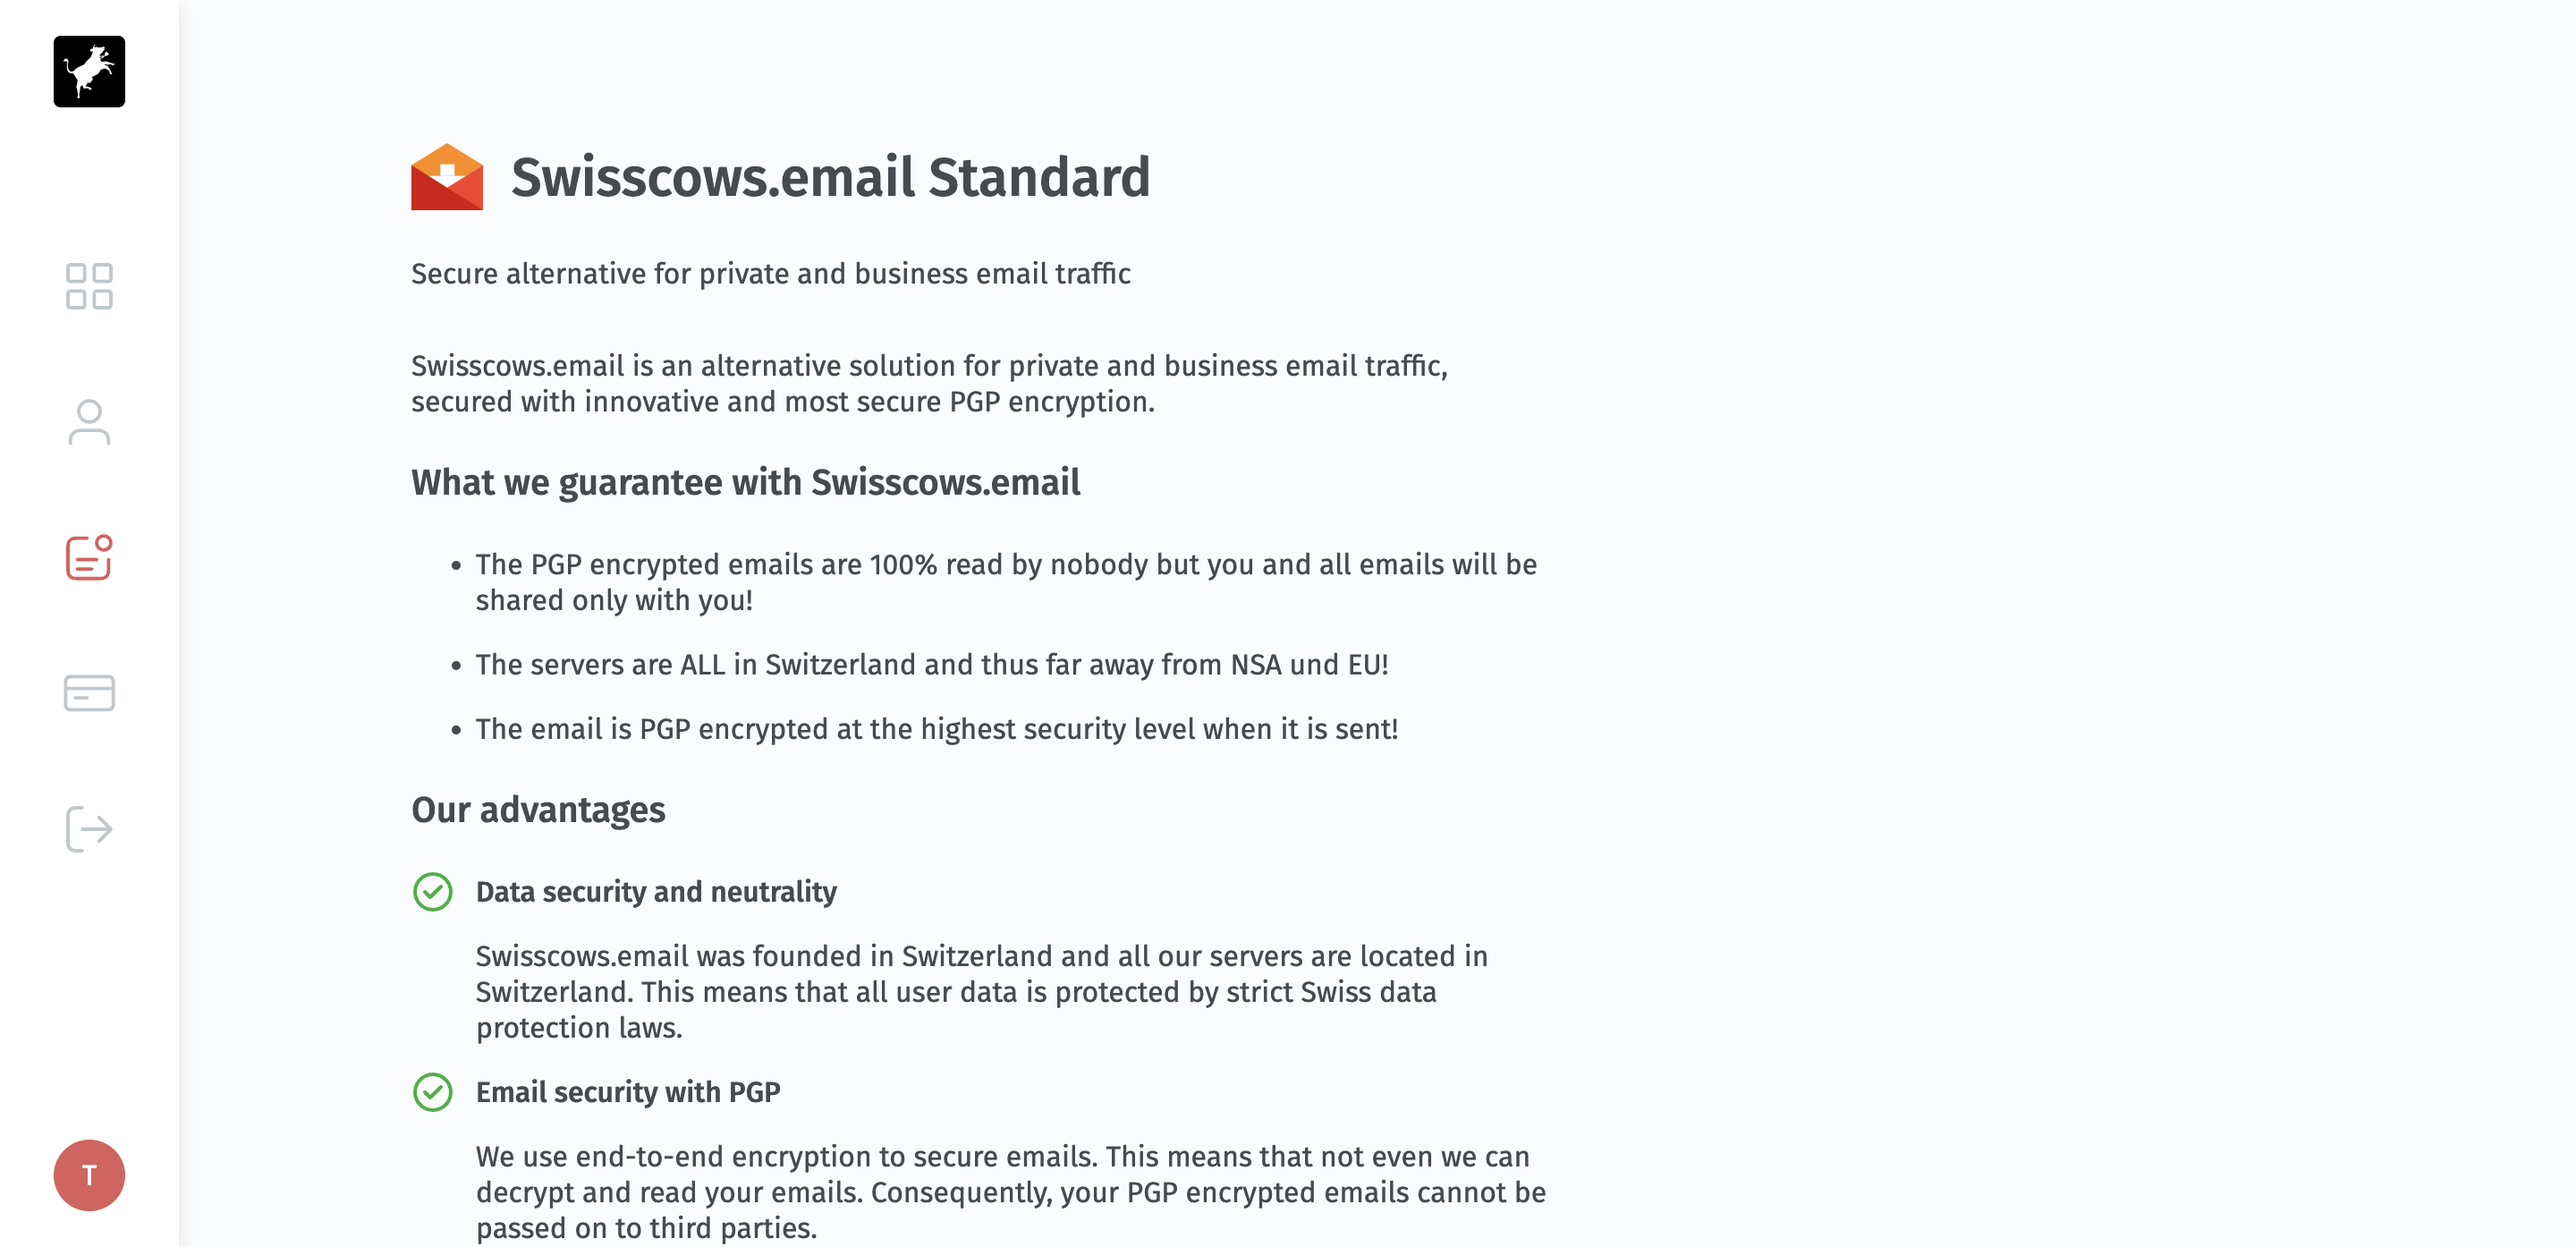 Swisscows.email Standard
Secure alternative for private and business email traffic
Swisscows.email is an alternative solution for private and business email traffic,
secured with innovative and most secure PGP encryption.
What we guarantee with Swisscows.email
• The PGP encrypted emails are 100% read by nobody but you and all emails will be
shared only with you!
• The servers are ALL in Switzerland and thus far away from NSA und EU!
• The email is PGP encrypted at the highest security level when it is sent!
Our advantages
Data security and neutrality
Swisscows.email was founded in Switzerland and all our servers are located in
Switzerland. This means that all user data is protected by strict Swiss data
protection laws.
Email security with PGP
We use end-to-end encryption to secure emails. This means that not even we can
decrypt and read your emails. Consequently, your PGP encrypted emails cannot be
passed on to third parties.
T